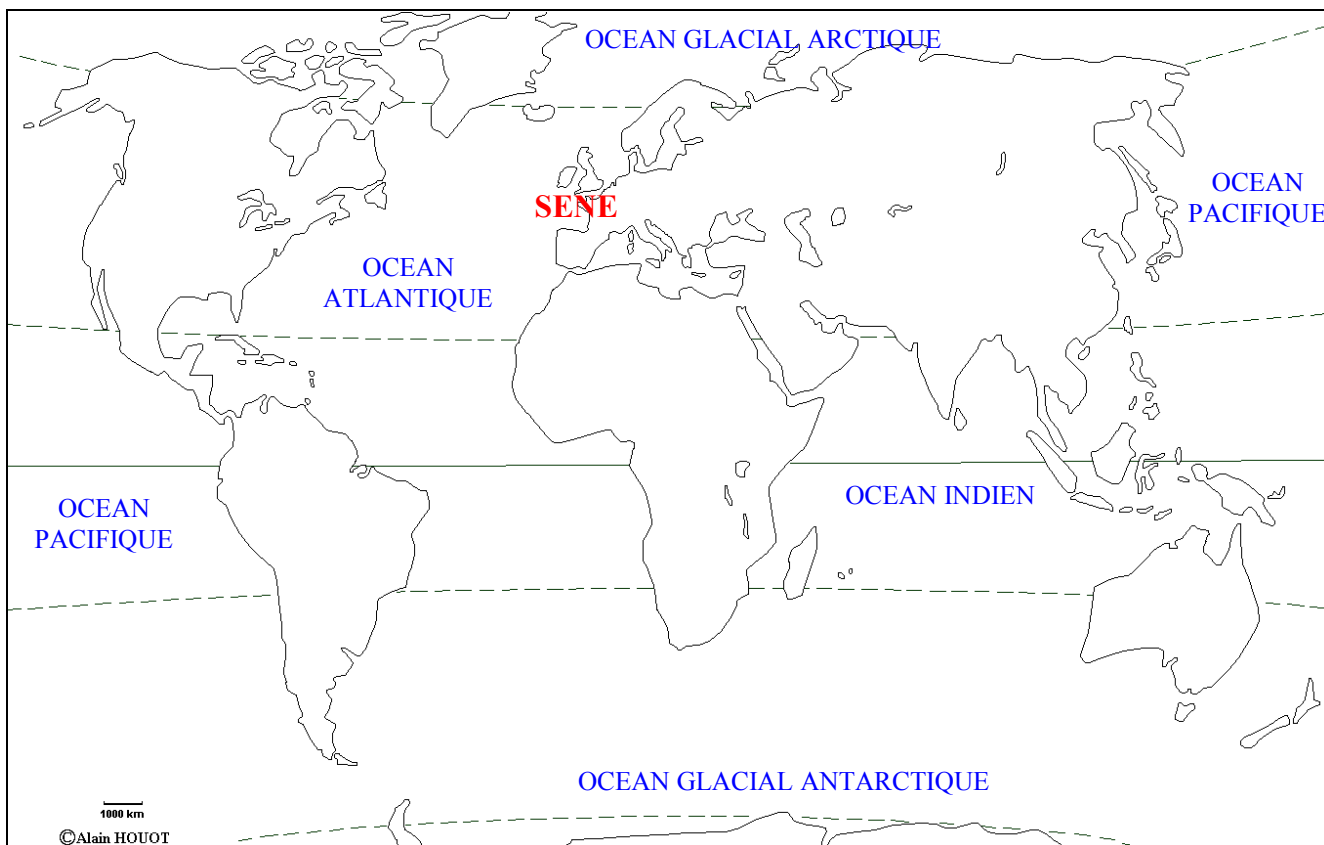 OCEAN GLACIAL ARCTIQUE
OCEAN
PACIFIQUE
SENE
OCEAN
ATLANTIQUE
OCEAN INDIEN
OCEAN
PACIFIQUE
OCEAN GLACIAL ANTARCTIQUE
1000 km
©Alain HOUOT